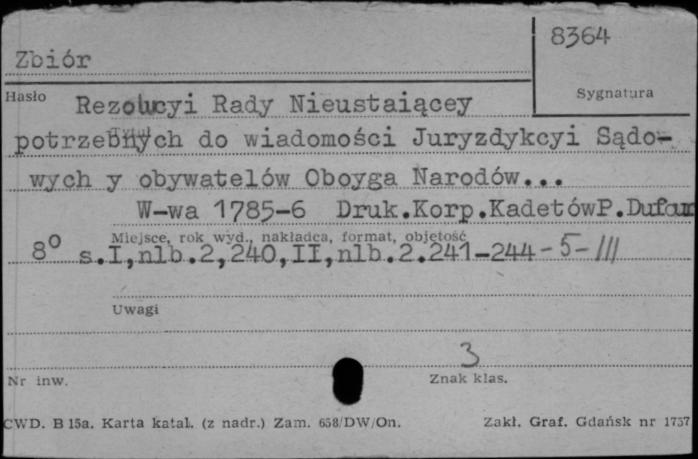 8364
Zbiór
Sygnatura
Hasło
Rezolucyi Rady Nieustaiącey
potrzebnych do wiadomości Juryzdykcyi Sądo-
wych y obywatelów Oboyga Narodów...
W-wa 1785-6 Druk.Korp.KadetówP.Dufour
Miejsce, rok wyd., nakładca, format, objętość
8° s.I,nlb.2,240,II,nlb.2.241-244-5-III
Uwagi
3
Nr inw.
Znak klas.
CWD. B 15a. Karta katal. (z nadr.) Zam. 658/DW/On.
Zakł. Graf. Gdańsk nr 1757